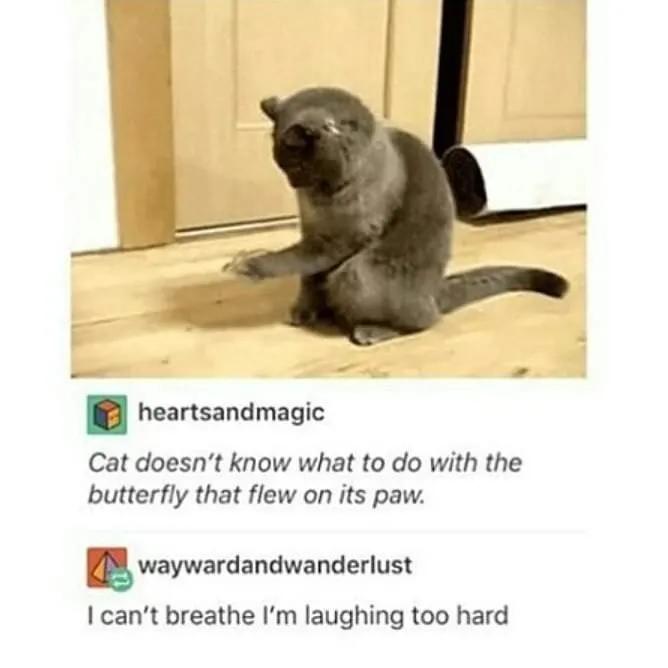 heartsandmagic
Cat doesn't know what to do with the
butterfly that flew on its paw.
waywardandwanderlust
I can't breathe I'm laughing too hard